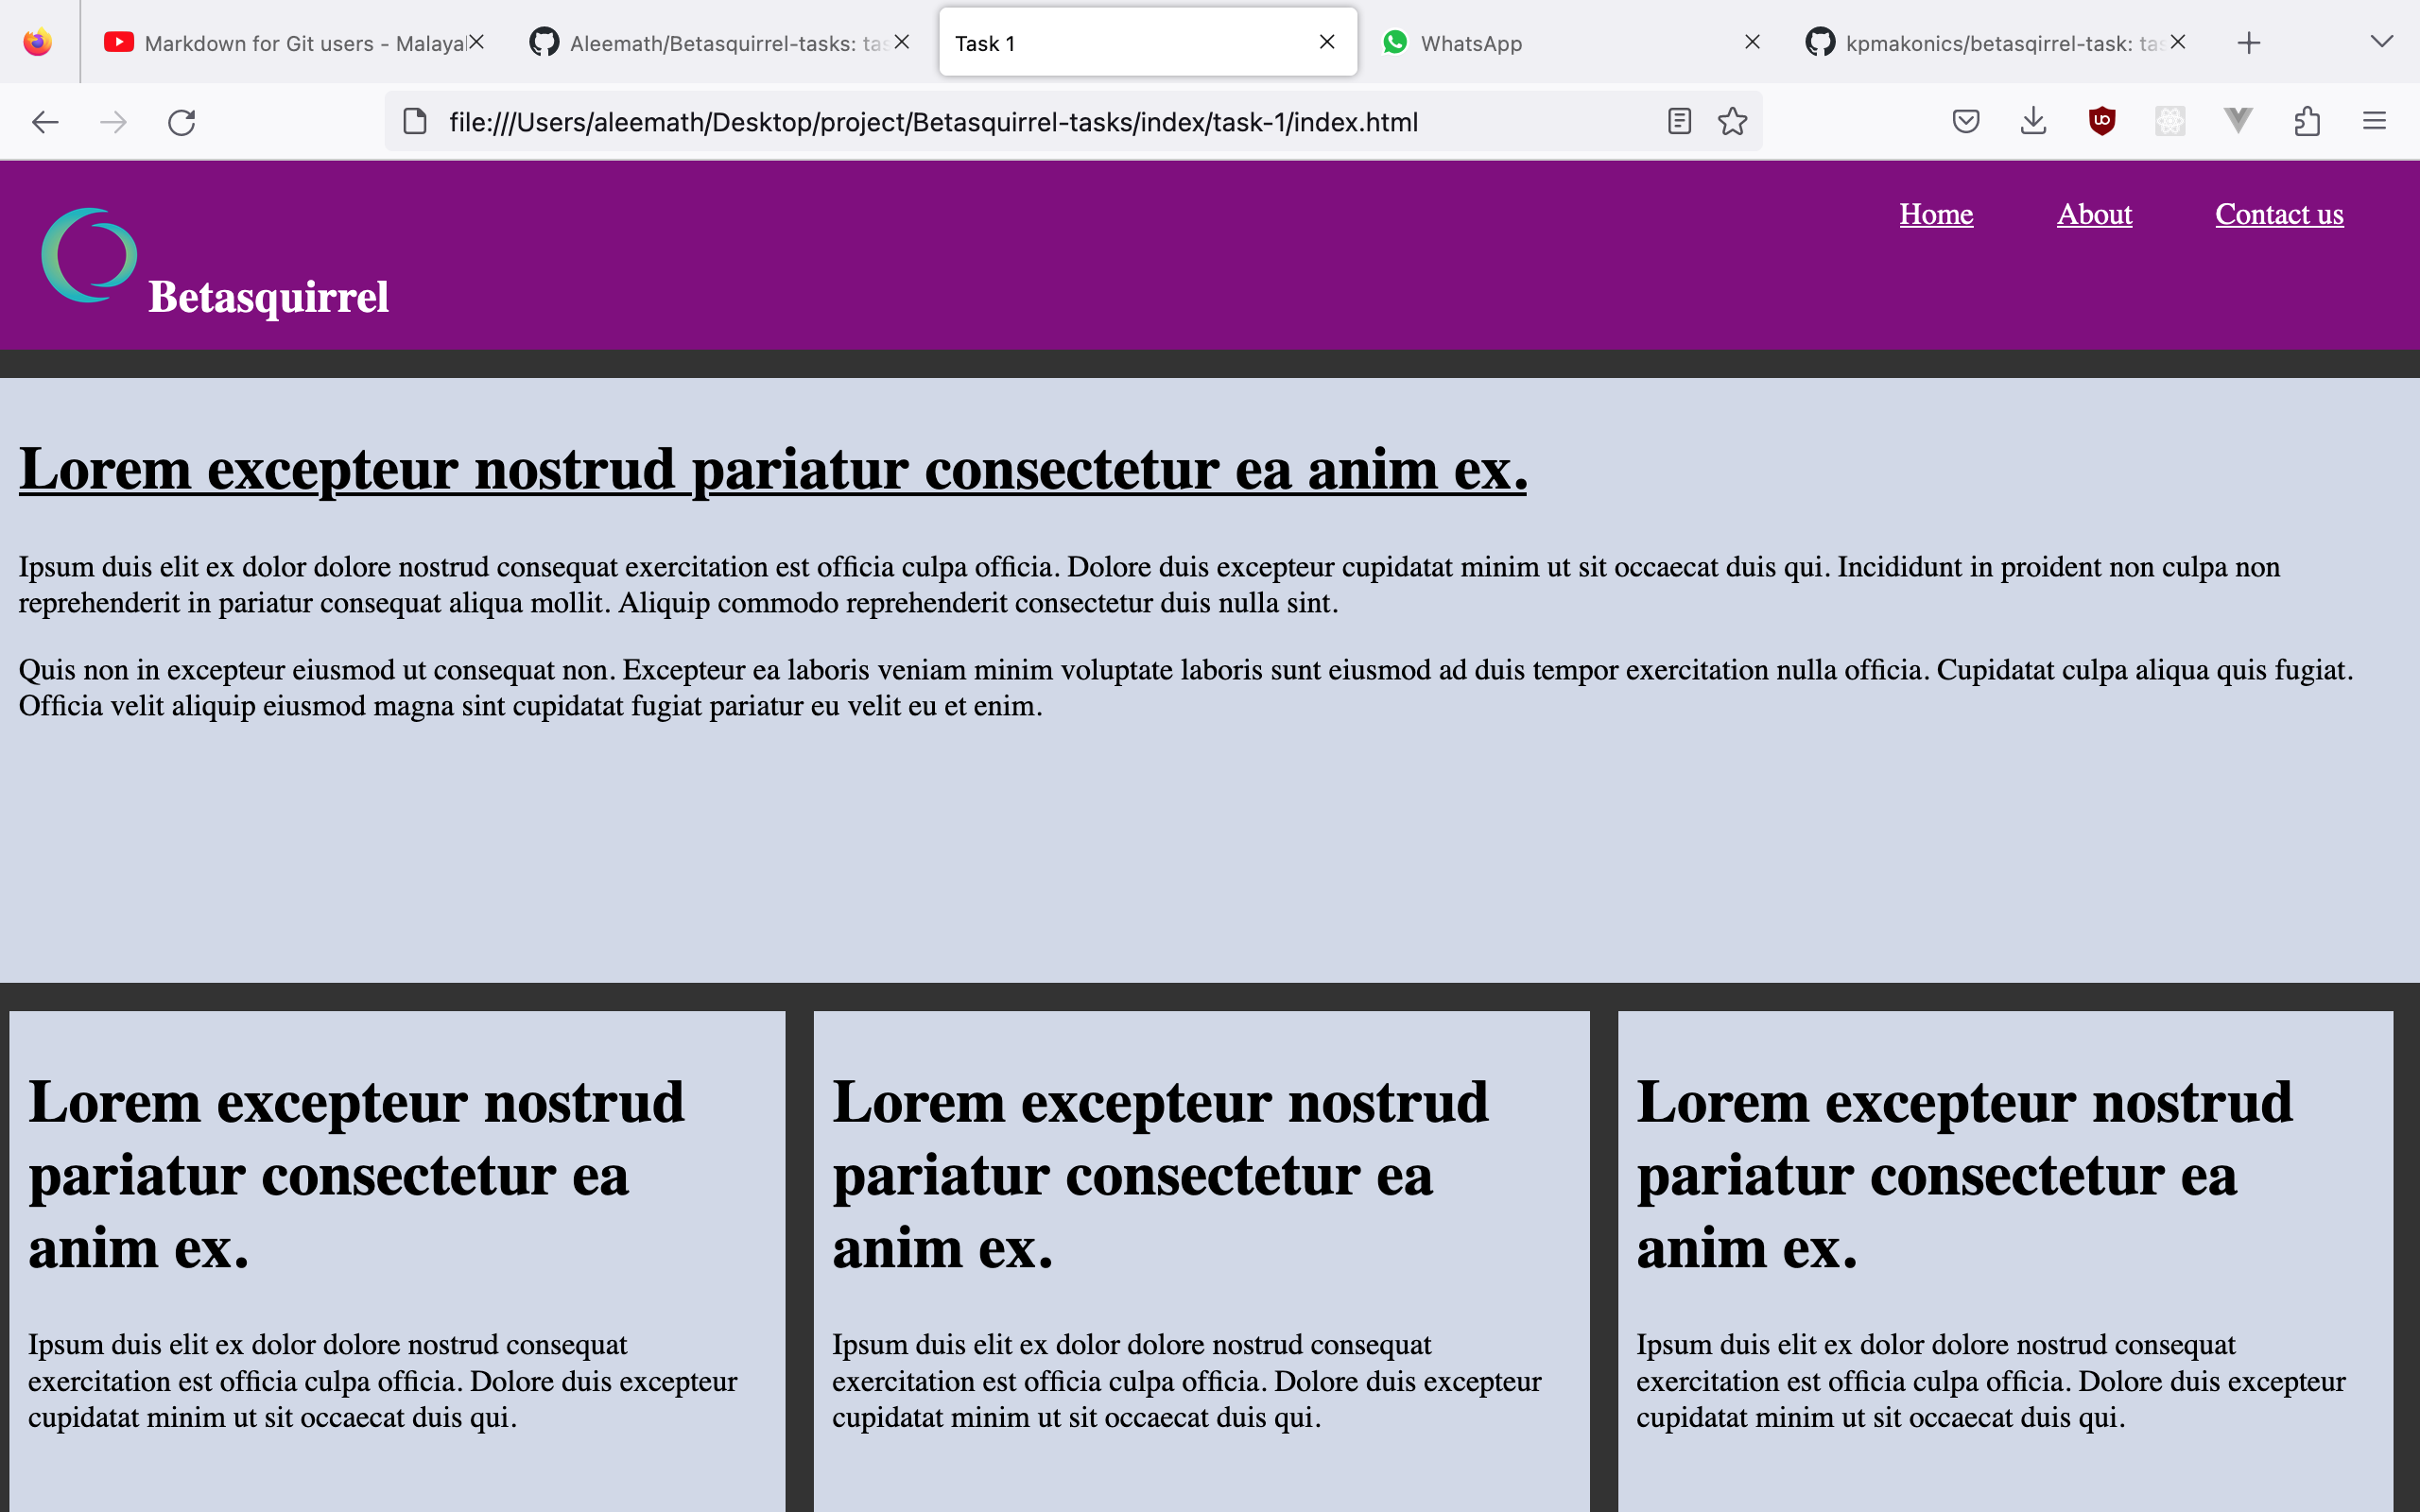 Markdown for Git users - Malayal
Aleemath/Betasquirrel-tasks: tas
Task 1
WhatsApp
kpmakonics/betasqirrel-task: tas
file:///Users/aleemath/Desktop/project/Betasquirrel-tasks/index/task-1/index.html
Home About Contact us
Betasquirrel
Lorem excepteur nostrud pariatur consectetur ea anim ex.
Ipsum duis elit ex dolor dolore nostrud consequat exercitation est officia culpa officia. Dolore duis excepteur cupidatat minim ut sit occaecat duis qui. Incididunt in proident non culpa non
reprehenderit in pariatur consequat aliqua mollit. Aliquip commodo reprehenderit consectetur duis nulla sint.
Quis non in excepteur eiusmod ut consequat non. Excepteur ea laboris veniam minim voluptate laboris sunt eiusmod ad duis tempor exercitation nulla officia. Cupidatat culpa aliqua quis fugiat.
Officia velit aliquip eiusmod magna sint cupidatat fugiat pariatur eu velit eu et enim.
Lorem excepteur nostrud
pariatur consectetur ea
anim ex.
Ipsum duis elit ex dolor dolore nostrud consequat
exercitation est officia culpa officia. Dolore duis excepteur
cupidatat minim ut sit occaecat duis qui.
Lorem excepteur nostrud
pariatur consectetur ea
anim ex.
Ipsum duis elit ex dolor dolore nostrud consequat
exercitation est officia culpa officia. Dolore duis excepteur
cupidatat minim ut sit occaecat duis qui.
Lorem excepteur nostrud
pariatur consectetur ea
anim ex.
Ipsum duis elit ex dolor dolore nostrud consequat
exercitation est officia culpa officia. Dolore duis excepteur
cupidatat minim ut sit occaecat duis qui.